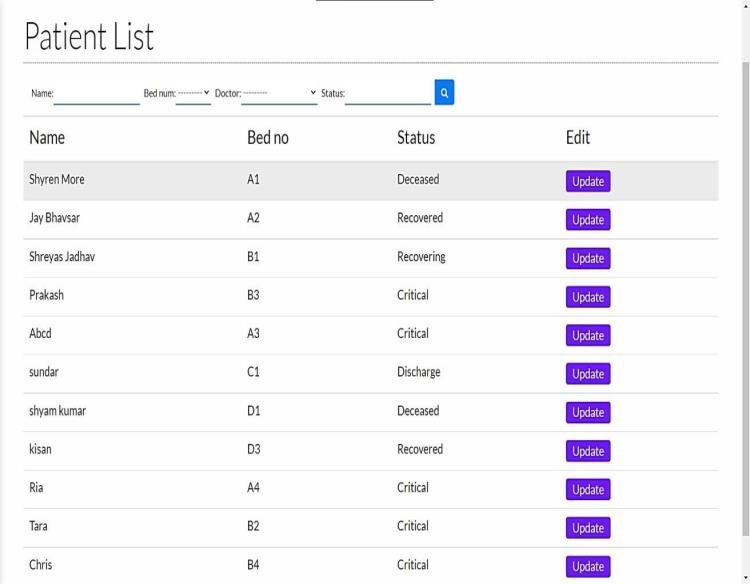 Patient List
Name: Bed num: --------- Doctor: --------- Status:
Name Bed no Status Edit
Shyren More A1 Deceased Update
Jay Bhavsar A2 Recovered Update
Shreyas Jadhav B1 Recovering Update
Prakash B3 Critical Update
Abcd A3 Critical Update
sundar C1 Discharge Update
shyam kumar D1 Deceased Update
kisan D3 Recovered Update
Ria A4 Critical Update
Tara B2 Critical Update
Chris B4 Critical Update